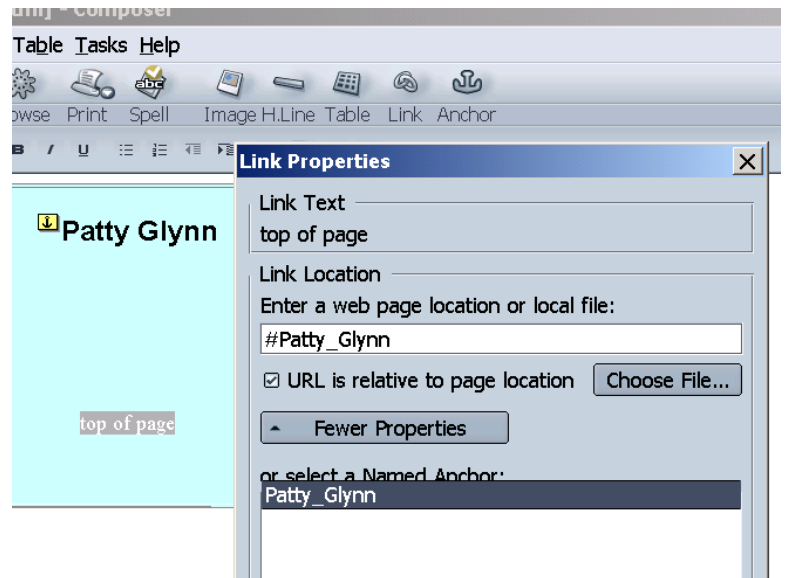 Composer
Table Tasks Help
Print Spell Image H.Line Table Link Anchor
B I U
Link Properties
Link Text
top of page
Link Location
Enter a web page location or local file:
#Patty_Glynn
URL is relative to page location Choose File...
Fewer Properties
or select a Named Anchor:
Patty_Glynn
Patty Glynn
top of page